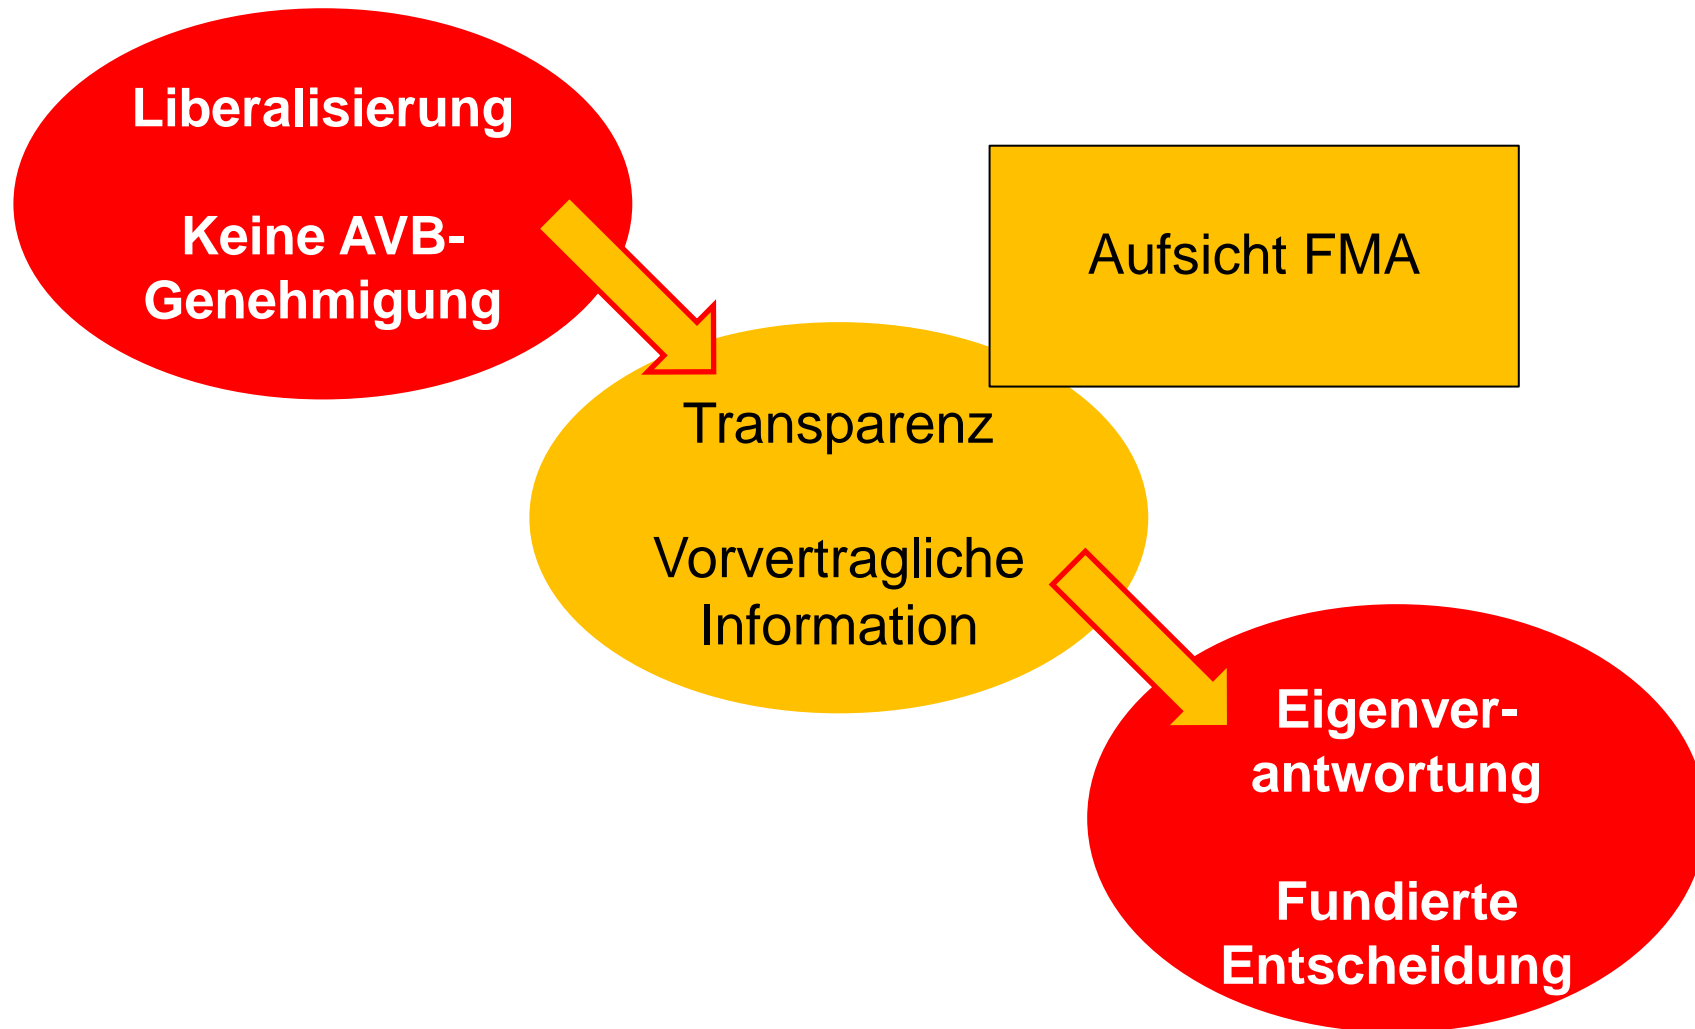 Liberalisierung
Keine AVB-
Genehmigung
Aufsicht FMA
Transparenz
Vorvertragliche
Information
Eigenver-
antwortung
Fundierte
Entscheidung